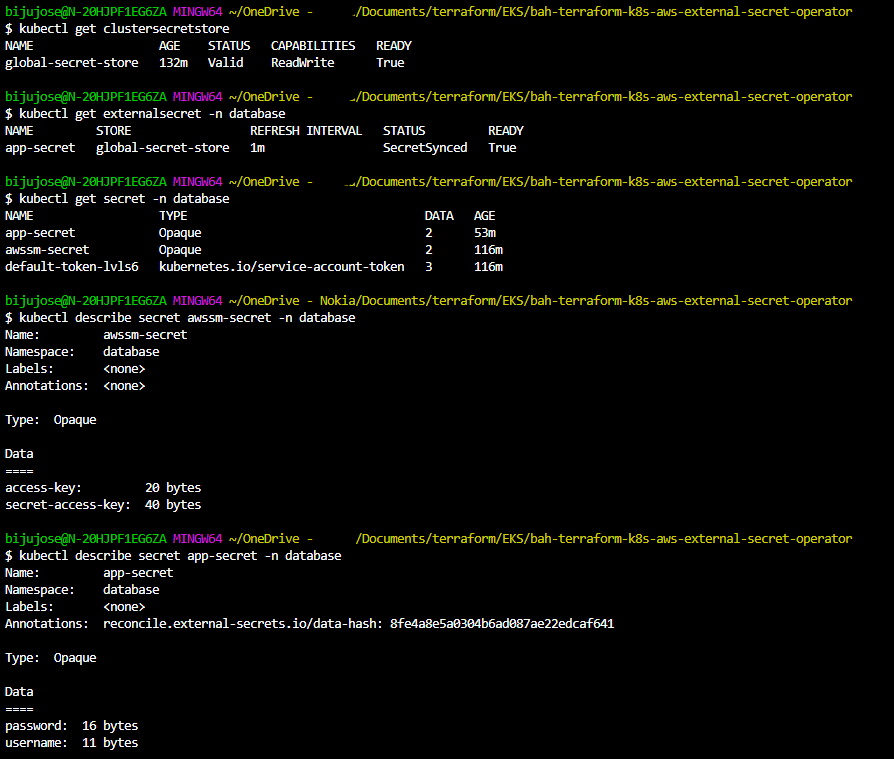 bijujose@N-20HJPF1EG6ZA MINGW64 ~/OneDrive - /Documents/terraform/EKS/bah-terraform-k8s-aws-external-secret-operator
$ kubectl get clustersecretstore
NAME AGE STATUS CAPABILITIES READY
global-secret-store 132m Valid ReadWrite True
bijujose@N-20HJPF1EG6ZA MINGW64 ~/OneDrive - /Documents/terraform/EKS/bah-terraform-k8s-aws-external-secret-operator
$ kubectl get externalsecret -n database
NAME STORE REFRESH INTERVAL STATUS READY
app-secret global-secret-store 1m SecretSynced True
bijujose@N-20HJPF1EG6ZA MINGW64 ~/OneDrive - /Documents/terraform/EKS/bah-terraform-k8s-aws-external-secret-operator
$ kubectl get secret -n database
NAME TYPE DATA AGE
app-secret Opaque 2 53m
awssm-secret Opaque 2 116m
default-token-lvls6 kubernetes.io/service-account-token 3 116m
bijujose@N-20HJPF1EG6ZA MINGW64 ~/OneDrive - Nokia/Documents/terraform/EKS/bah-terraform-k8s-aws-external-secret-operator
$ kubectl describe secret awssm-secret -n database
Name: awssm-secret
Namespace: database
Labels: <none>
Annotations: <none>
Type: Opaque
Data
====
access-key: 20 bytes
secret-access-key: 40 bytes
bijujose@N-20HJPF1EG6ZA MINGW64 ~/OneDrive - /Documents/terraform/EKS/bah-terraform-k8s-aws-external-secret-operator
$ kubectl describe secret app-secret -n database
Name: app-secret
Namespace: database
Labels: <none>
Annotations: reconcile.external-secrets.io/data-hash: 8fe4a8e5a0304b6ad087ae22edcaf641
Type: Opaque
Data
====
password: 16 bytes
username: 11 bytes